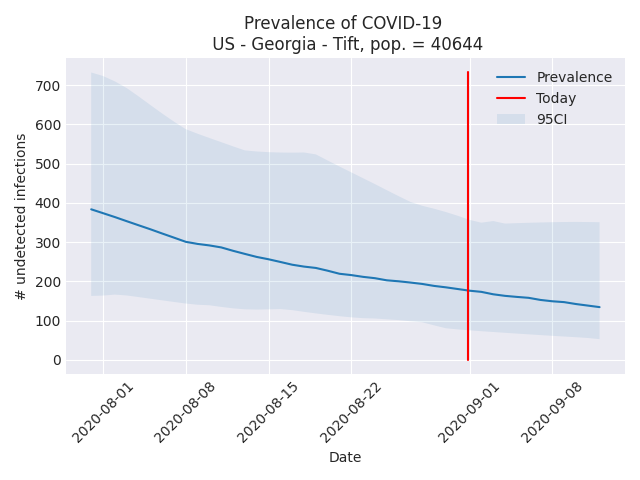 Prevalence of COVID-19
US - Georgia - Tift, pop. = 40644
Prevalence
Today
95CI
# undetected infections
700
600
500
400
300
200
100
0
2020-08-01
2020-08-08
2020-08-15
2020-08-22
2020-09-01
2020-09-08
Date